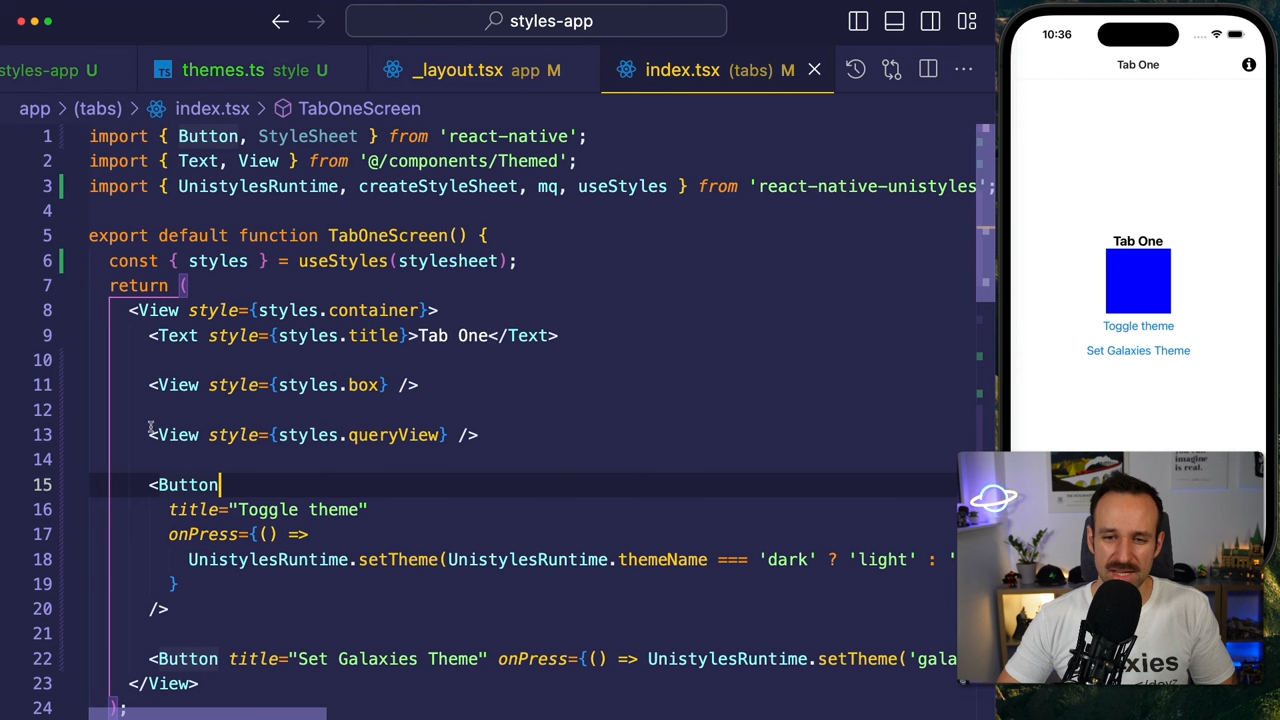 styles-app
styles-app U
TS themes.ts style U
_layout.tsx app M
index.tsx (tabs) M
app > (tabs) > index.tsx > TabOneScreen
1 import { Button, StyleSheet } from 'react-native';
2 import { Text, View } from '@/components/Themed';
3 import { UnistylesRuntime, createStyleSheet, mq, useStyles } from 'react-native-unistyles';
4
5 export default function TabOneScreen() {
6 const { styles } = useStyles(stylesheet);
7 return (
8 <View style={styles.container}>
9 <Text style={styles.title}>Tab One</Text>
10
11 <View style={styles.box} />
12
13 <View style={styles.queryView} />
14
15 <Button
16 title="Toggle theme"
17 onPress={() =>
18 UnistylesRuntime.setTheme(UnistylesRuntime.themeName === 'dark' ? 'light' : '
19 }
20 />
21
22 <Button title="Set Galaxies Theme" onPress={() => UnistylesRuntime.setTheme('gala
23 </View>
24 );
10:36
Tab One
Tab One
Toggle theme
Set Galaxies Theme
imagine
is real.